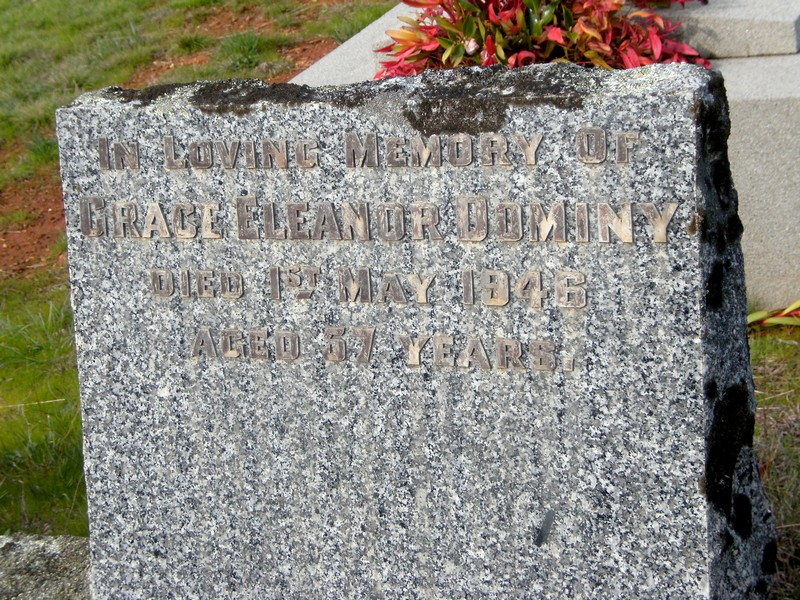 In Loving Memory Of
Grace Eleanor Dominy
Died 1st May 1946
Aged 57 Years.